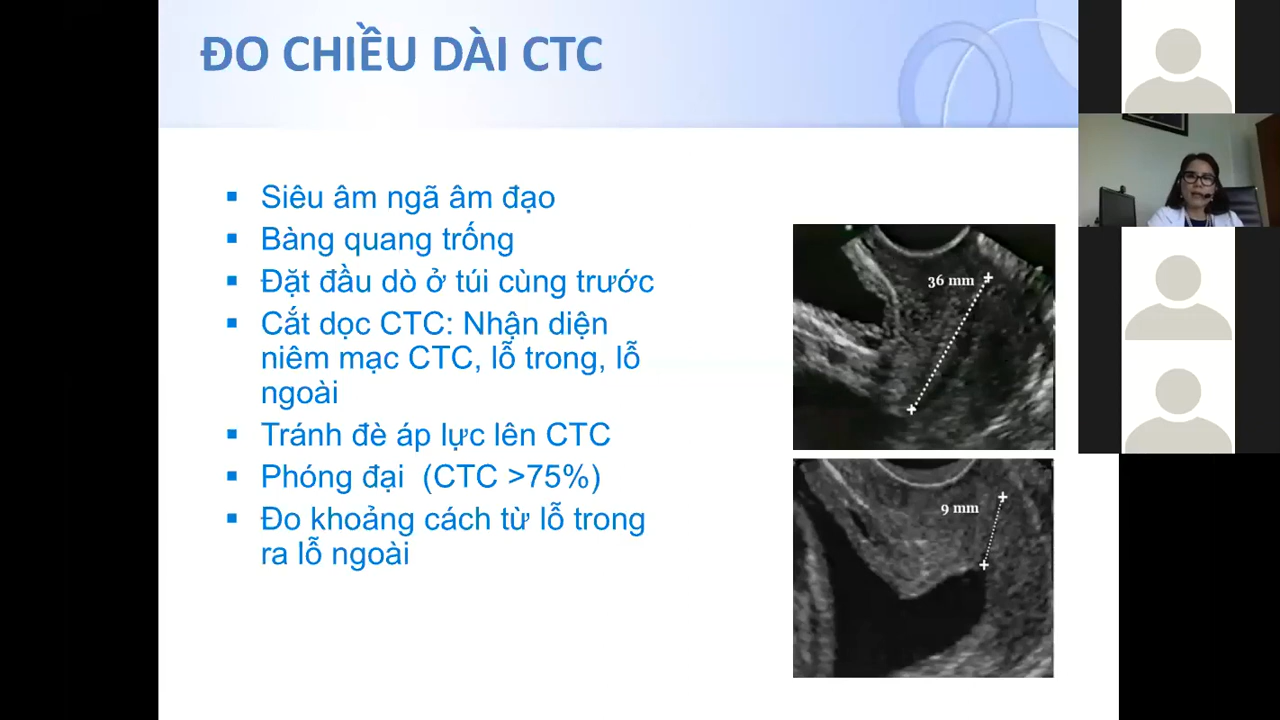 ĐO CHIỀU DÀI CTC
▪ Siêu âm ngã âm đạo
▪ Bàng quang trống
▪ Đặt đầu dò ở túi cùng trước
▪ Cắt dọc CTC: Nhận diện
niêm mạc CTC, lỗ trong, lỗ
ngoài
▪ Tránh đè áp lực lên CTC
▪ Phóng đại (CTC >75%)
▪ Đo khoảng cách từ lỗ trong
ra lỗ ngoài
36 mm
9 mm